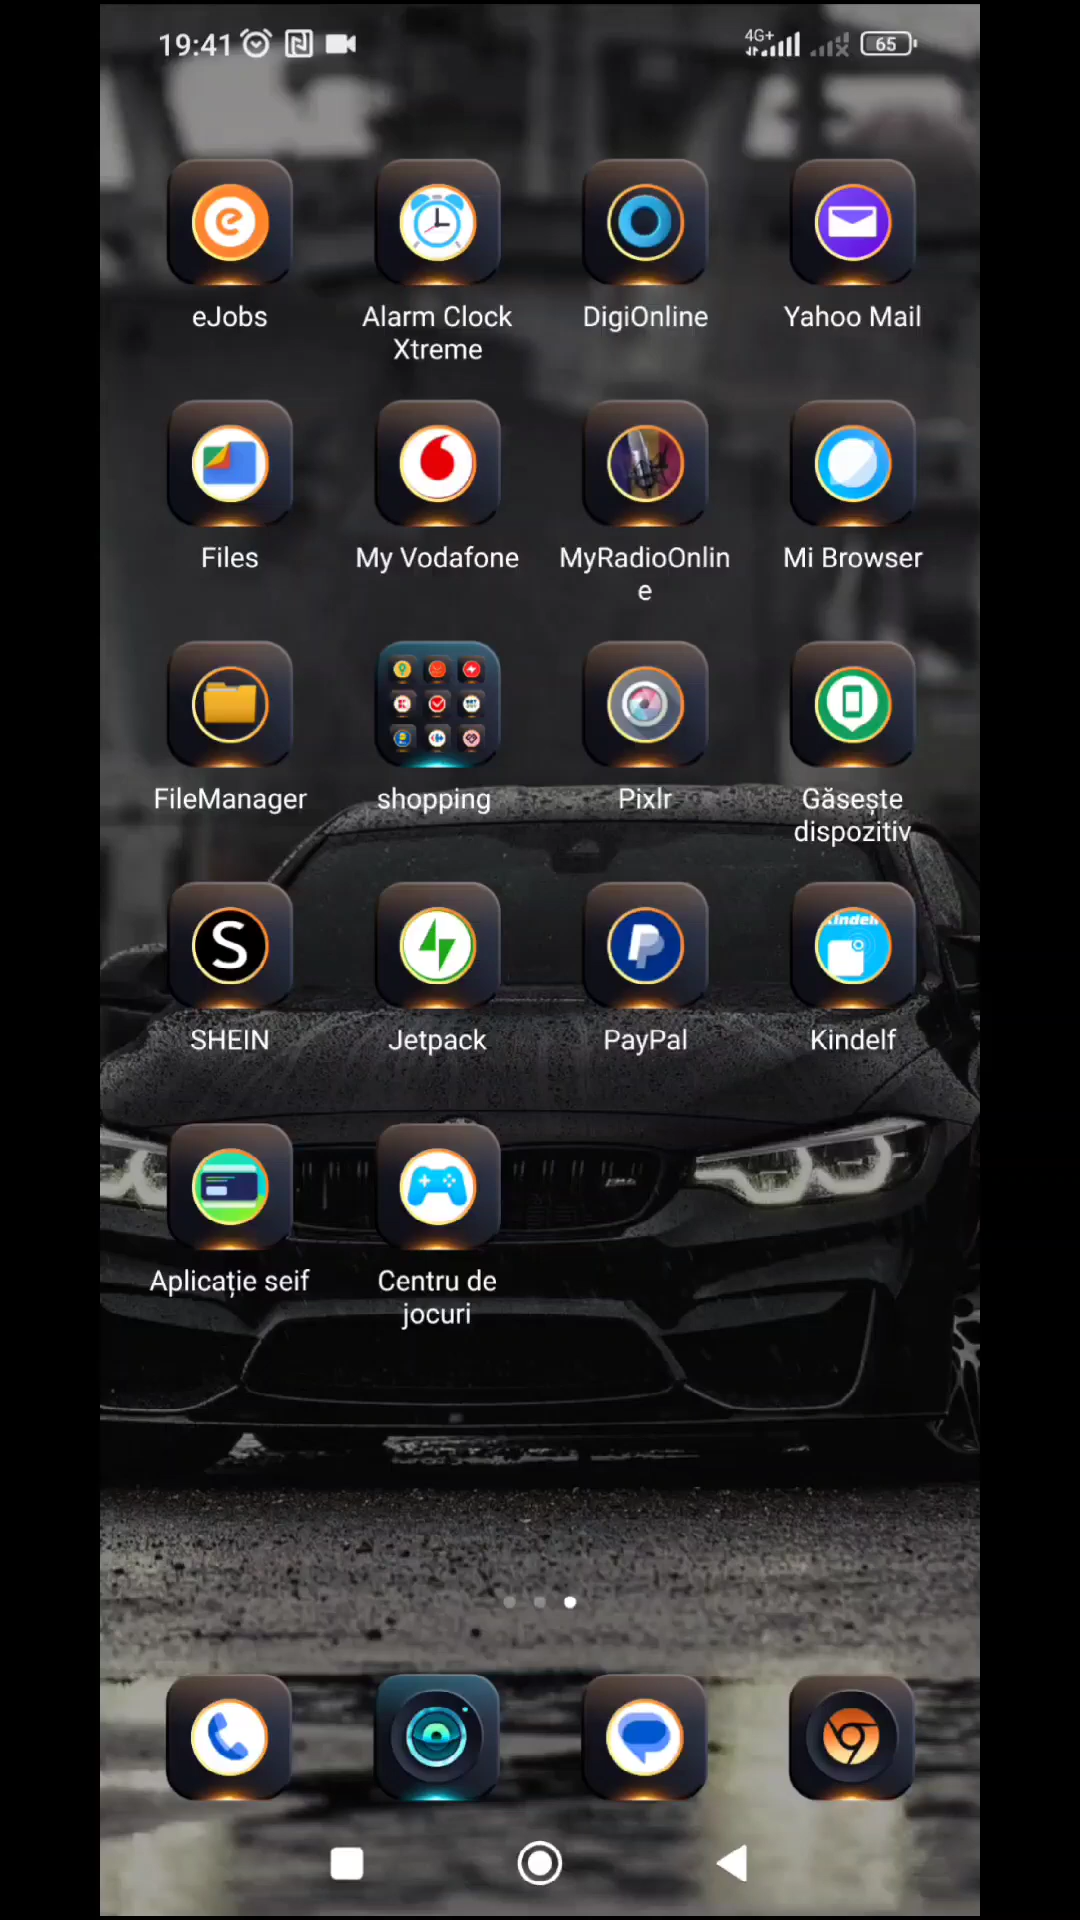 19:41
4G+
65
eJobs
Alarm Clock
Xtreme
DigiOnline
Yahoo Mail
Files
My Vodafone
MyRadioOnlin
e
Mi Browser
FileManager
shopping
Pixlr
Găsește
dispozitiv
Kindelf
SHEIN
Jetpack
PayPal
Kindelf
Aplicație seif
Centru de
jocuri